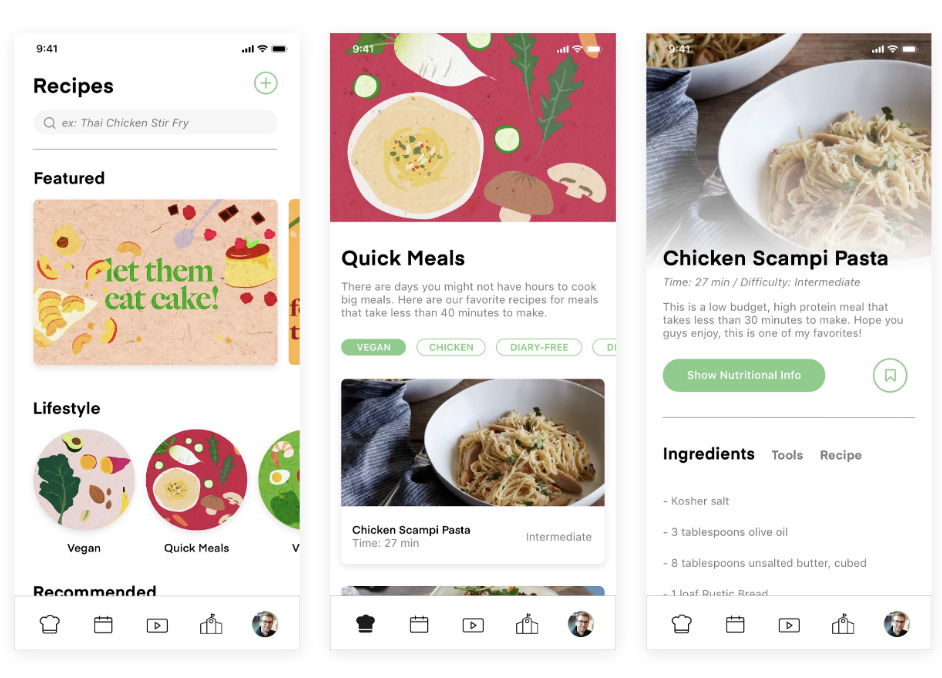 9:41
Recipes
ex: Thai Chicken Stir Fry
Featured
let them
eat cake!
Lifestyle
Vegan
Quick Meals
V
Recommended
9:41
Quick Meals
There are days you might not have hours to cook
big meals. Here are our favorite recipes for meals
that take less than 40 minutes to make.
VEGAN
CHICKEN
DIARY-FREE
Chicken Scampi Pasta
Time: 27 min
Intermediate
9:41
Chicken Scampi Pasta
Time: 27 min / Difficulty: Intermediate
This is a low budget, high protein meal that
takes less than 30 minutes to make. Hope you
guys enjoy, this is one of my favorites!
Show Nutritional Info
Ingredients Tools Recipe
- Kosher salt
- 3 tablespoons olive oil
- 8 tablespoons unsalted butter, cubed
- 1 loaf Rustic Bread